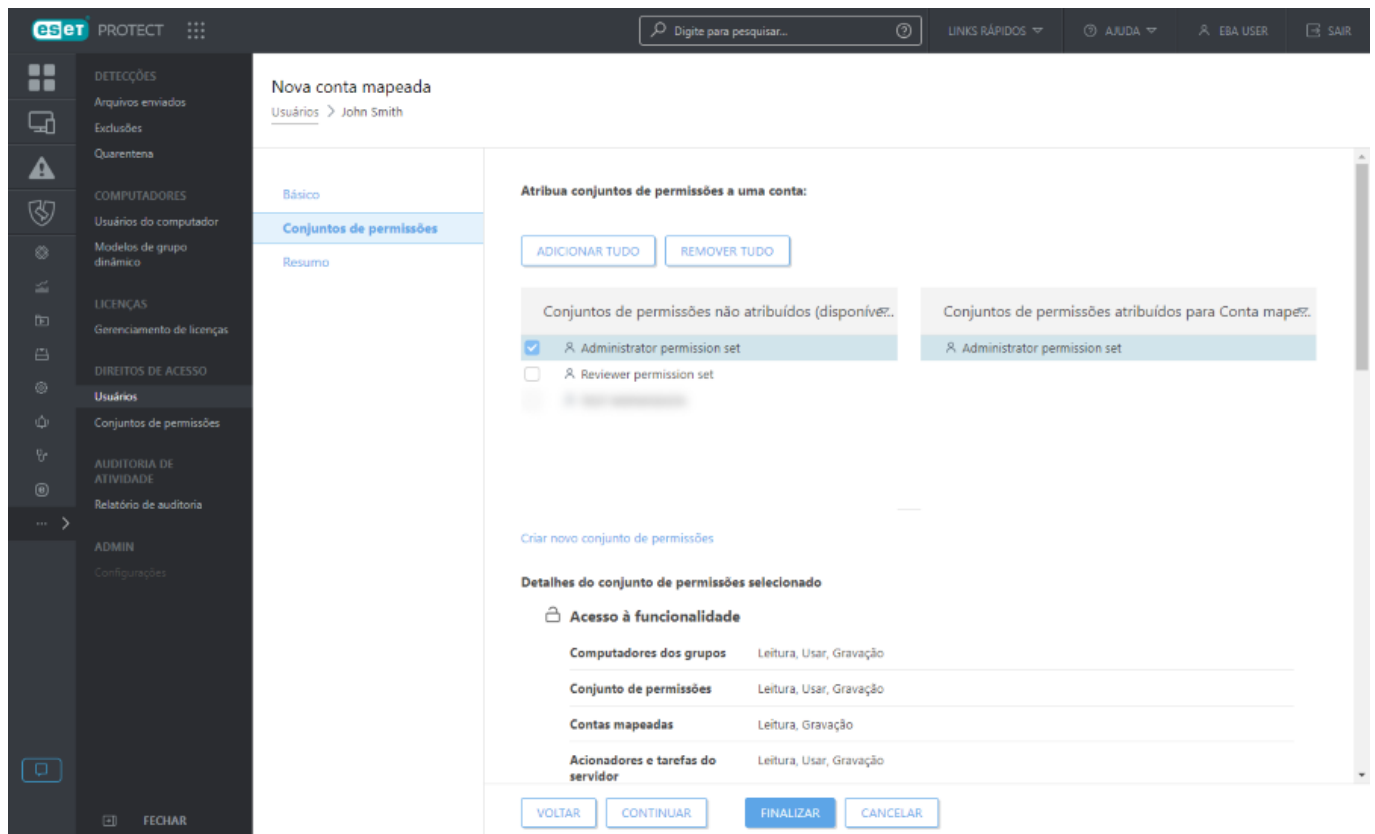 eset PROTECT
Digite para pesquisar...
LINKS RÁPIDOS
AJUDA
EBA USER
SAIR
DETECÇÕES
Arquivos enviados
Exclusões
Quarentena
COMPUTADORES
Usuários do computador
Modelos de grupo
dinâmico
LICENÇAS
Gerenciamento de licenças
DIREITOS DE ACESSO
Usuários
Conjuntos de permissões
AUDITORIA DE
ATIVIDADE
Relatório de auditoria
ADMIN
Configurações
FECHAR
Nova conta mapeada
Usuários > John Smith
Básico
Conjuntos de permissões
Resumo
Atribua conjuntos de permissões a uma conta:
ADICIONAR TUDO
REMOVER TUDO
Conjuntos de permissões não atribuídos (disponíve...
Administrator permission set
Reviewer permission set
Conjuntos de permissões atribuídos para Conta mape...
Administrator permission set
Criar novo conjunto de permissões
Detalhes do conjunto de permissões selecionado
Acesso à funcionalidade
Computadores dos grupos Leitura, Usar, Gravação
Conjunto de permissões Leitura, Usar, Gravação
Contas mapeadas Leitura, Gravação
Acionadores e tarefas do Leitura, Usar, Gravação
servidor
VOLTAR
CONTINUAR
FINALIZAR
CANCELAR